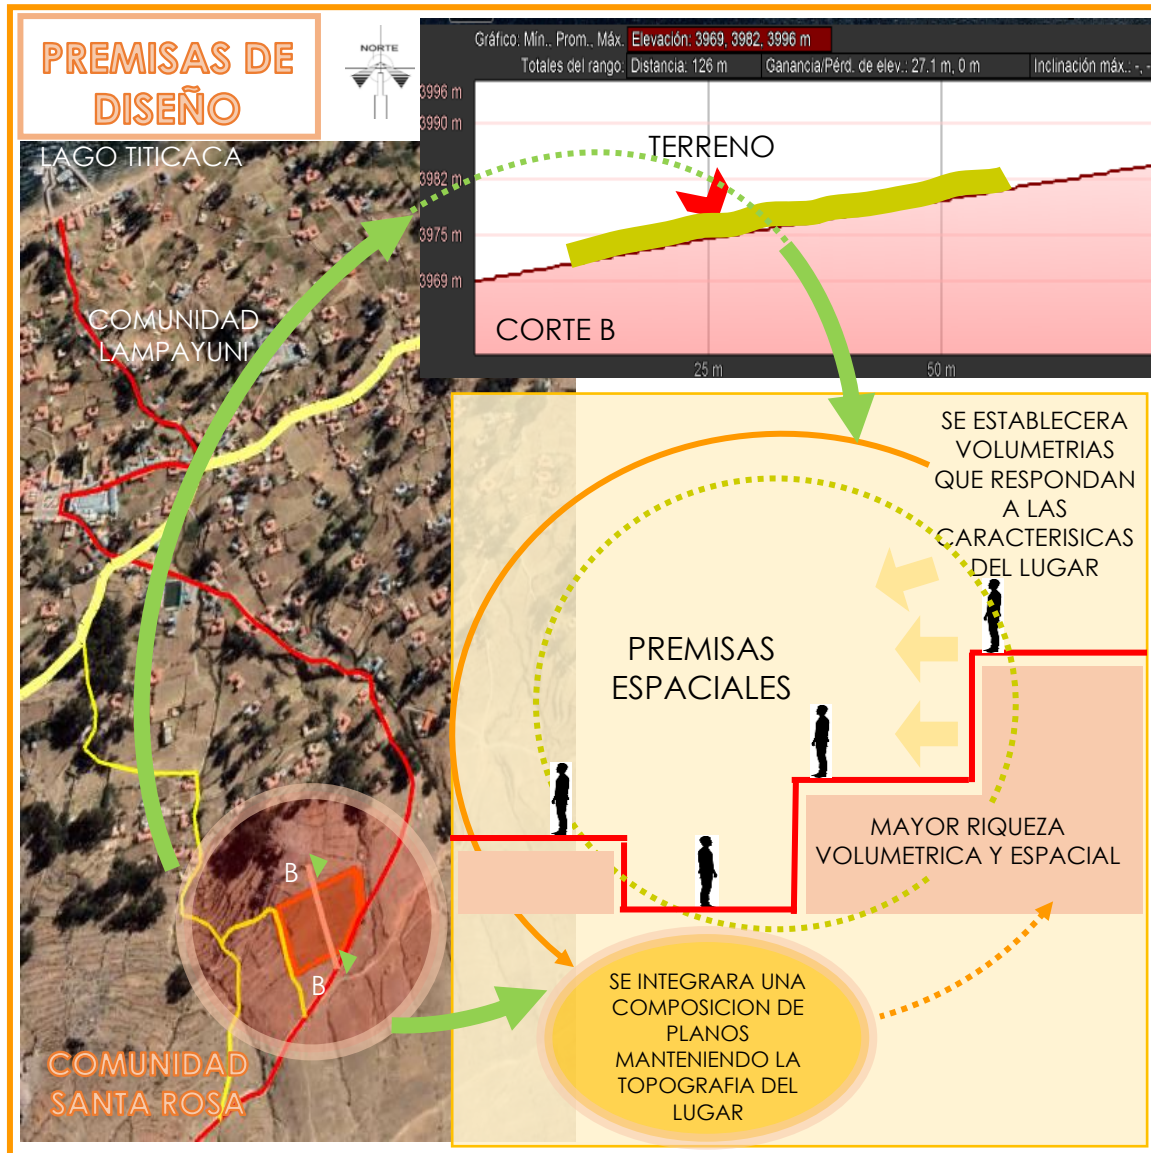 PREMISAS DE
DISEÑO
NORTE
Gráfico: Mín., Prom., Máx. Elevación: 3969, 3982, 3996 m
Totales del rango: Distancia: 126 m Ganancia/Pérd. de elev.: 27.1 m, 0 m Inclinación máx.: -, -
3996 m
3990 m
3982 m
3975 m
3969 m
TERRENO
CORTE B
25 m
50 m
LAGO TITICACA
COMUNIDAD
LAMPAYUNI
B
B
COMUNIDAD
SANTA ROSA
SE ESTABLECERA
VOLUMETRIAS
QUE RESPONDAN
A LAS
CARACTERISICAS
DEL LUGAR
PREMISAS
ESPACIALES
MAYOR RIQUEZA
VOLUMETRICA Y ESPACIAL
SE INTEGRARA UNA
COMPOSICION DE
PLANOS
MANTENIENDO LA
TOPOGRAFIA DEL
LUGAR